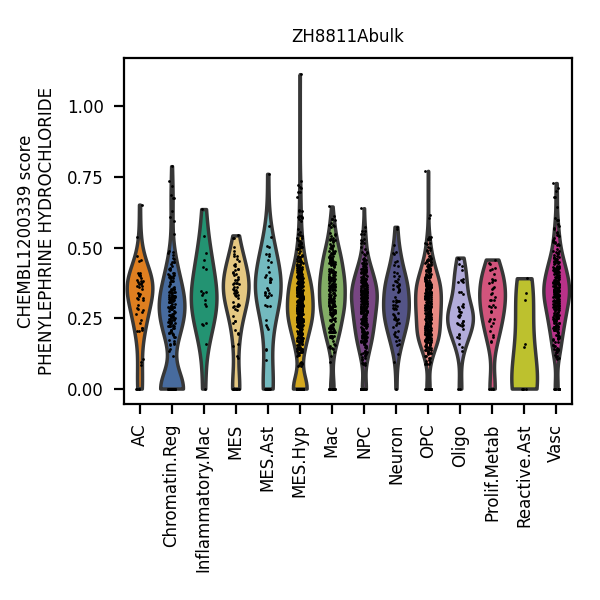 ZH8811Abulk
CHEMBL1200339 score
PHENYLEPHRINE HYDROCHLORIDE
1.00
0.75
0.50
0.25
0.00
AC
Chromatin.Reg
Inflammatory.Mac
MES
MES.Ast
MES.Hyp
Mac
NPC
Neuron
OPC
Oligo
Prolif.Metab
Reactive.Ast
Vasc